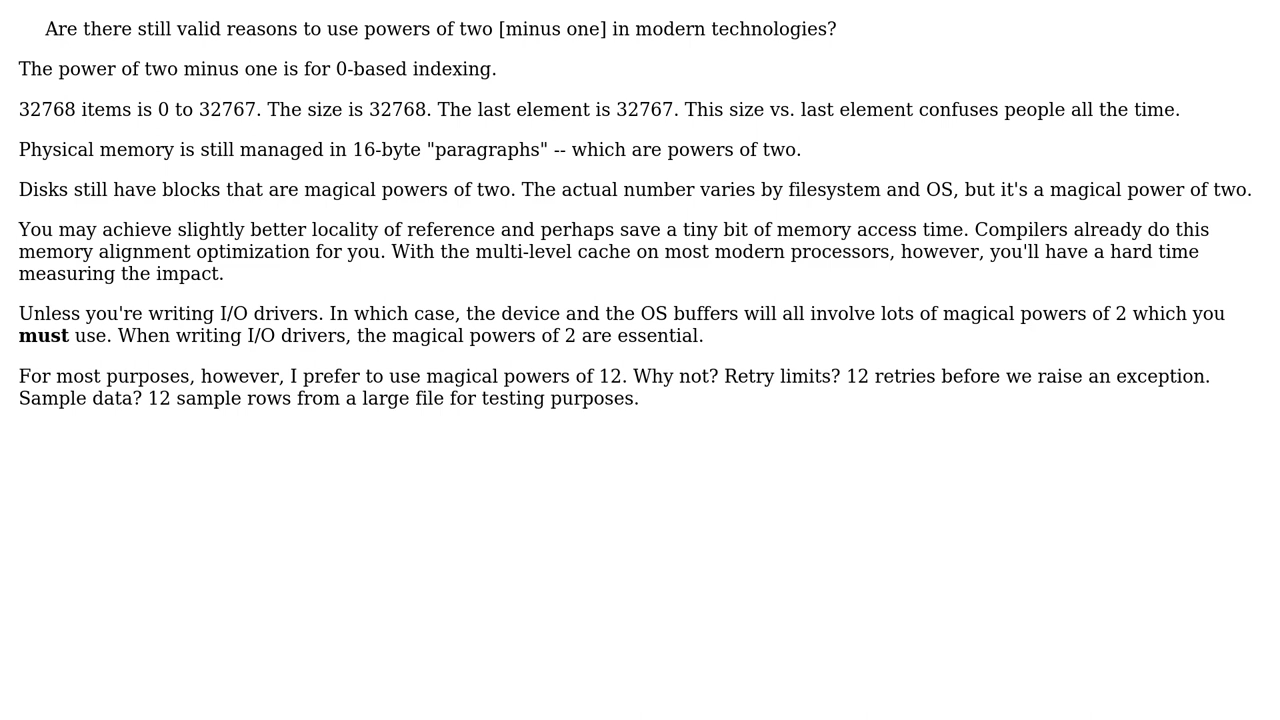 Are there still valid reasons to use powers of two [minus one] in modern technologies?
The power of two minus one is for 0-based indexing.
32768 items is 0 to 32767. The size is 32768. The last element is 32767. This size vs. last element confuses people all the time.
Physical memory is still managed in 16-byte "paragraphs" -- which are powers of two.
Disks still have blocks that are magical powers of two. The actual number varies by filesystem and OS, but it's a magical power of two.
You may achieve slightly better locality of reference and perhaps save a tiny bit of memory access time. Compilers already do this
memory alignment optimization for you. With the multi-level cache on most modern processors, however, you'll have a hard time
measuring the impact.
Unless you're writing I/O drivers. In which case, the device and the OS buffers will all involve lots of magical powers of 2 which you
must use. When writing I/O drivers, the magical powers of 2 are essential.
For most purposes, however, I prefer to use magical powers of 12. Why not? Retry limits? 12 retries before we raise an exception.
Sample data? 12 sample rows from a large file for testing purposes.